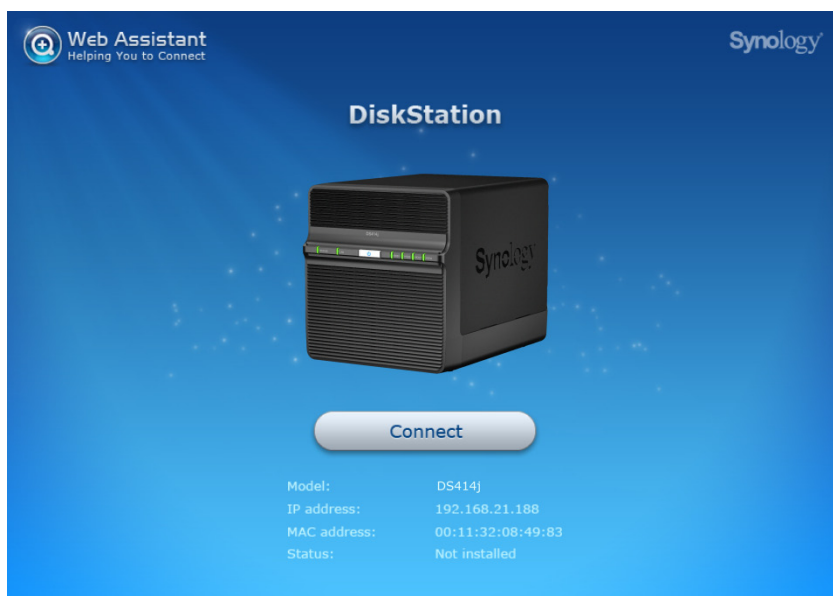 Web Assistant
Helping You to Connect
Synology
DiskStation
Synology
Connect
Model: DS414j
IP address: 192.168.21.188
MAC address: 00:11:32:08:49:83
Status: Not installed